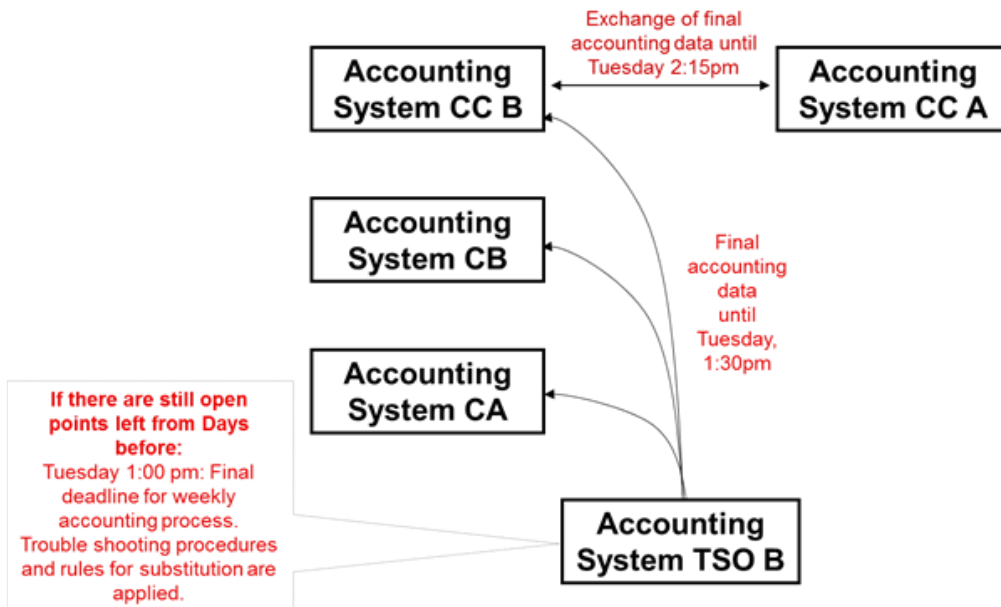 Exchange of final
accounting data until
Tuesday 2:15pm
Accounting
System CC B
Accounting
System CC A
Accounting
System CB
Final
accounting
data
until
Tuesday,
1:30pm
Accounting
System CA
If there are still open
points left from Days
before:
Tuesday 1:00 pm: Final
deadline for weekly
accounting process.
Trouble shooting procedures
and rules for substitution are
applied.
Accounting
System TSO B